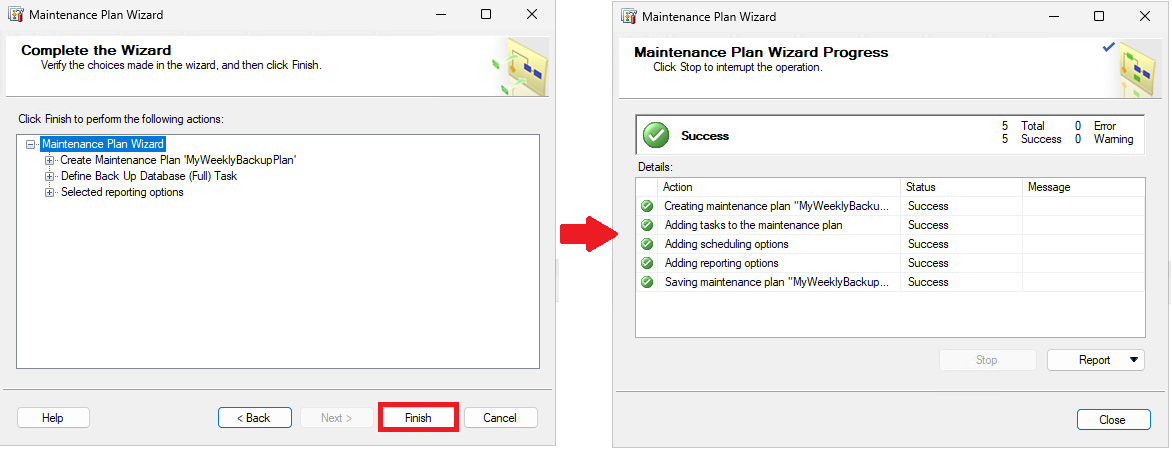 Maintenance Plan Wizard
Complete the Wizard
Verify the choices made in the wizard, and then click Finish.
Click Finish to perform the following actions:
Maintenance Plan Wizard
Create Maintenance Plan 'MyWeeklyBackupPlan'
Define Back Up Database (Full) Task
Selected reporting options
Help
< Back
Next >
Finish
Cancel
Maintenance Plan Wizard
Maintenance Plan Wizard Progress
Click Stop to interrupt the operation.
Success
5 Total 0 Error
5 Success 0 Warning
Details:
Action Status Message
Creating maintenance plan "MyWeeklyBacku... Success
Adding tasks to the maintenance plan Success
Adding scheduling options Success
Adding reporting options Success
Saving maintenance plan "MyWeeklyBackup... Success
Stop
Report
Close